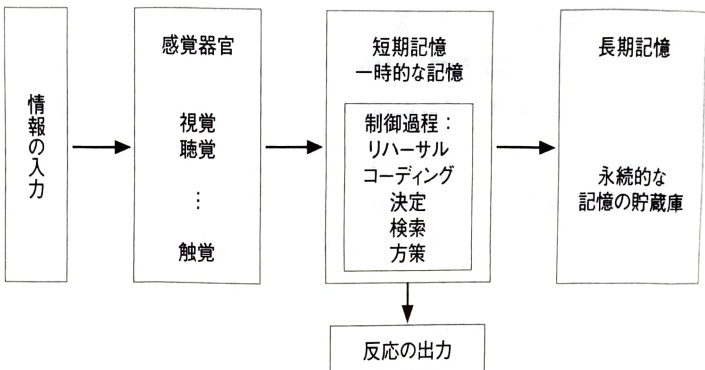 情報の入力
感覚器官
視覚
聴覚
⋮
触覚
短期記憶
一時的な記憶
制御過程：
リハーサル
コーディング
決定
検索
方策
長期記憶
永続的な
記憶の貯蔵庫
反応の出力